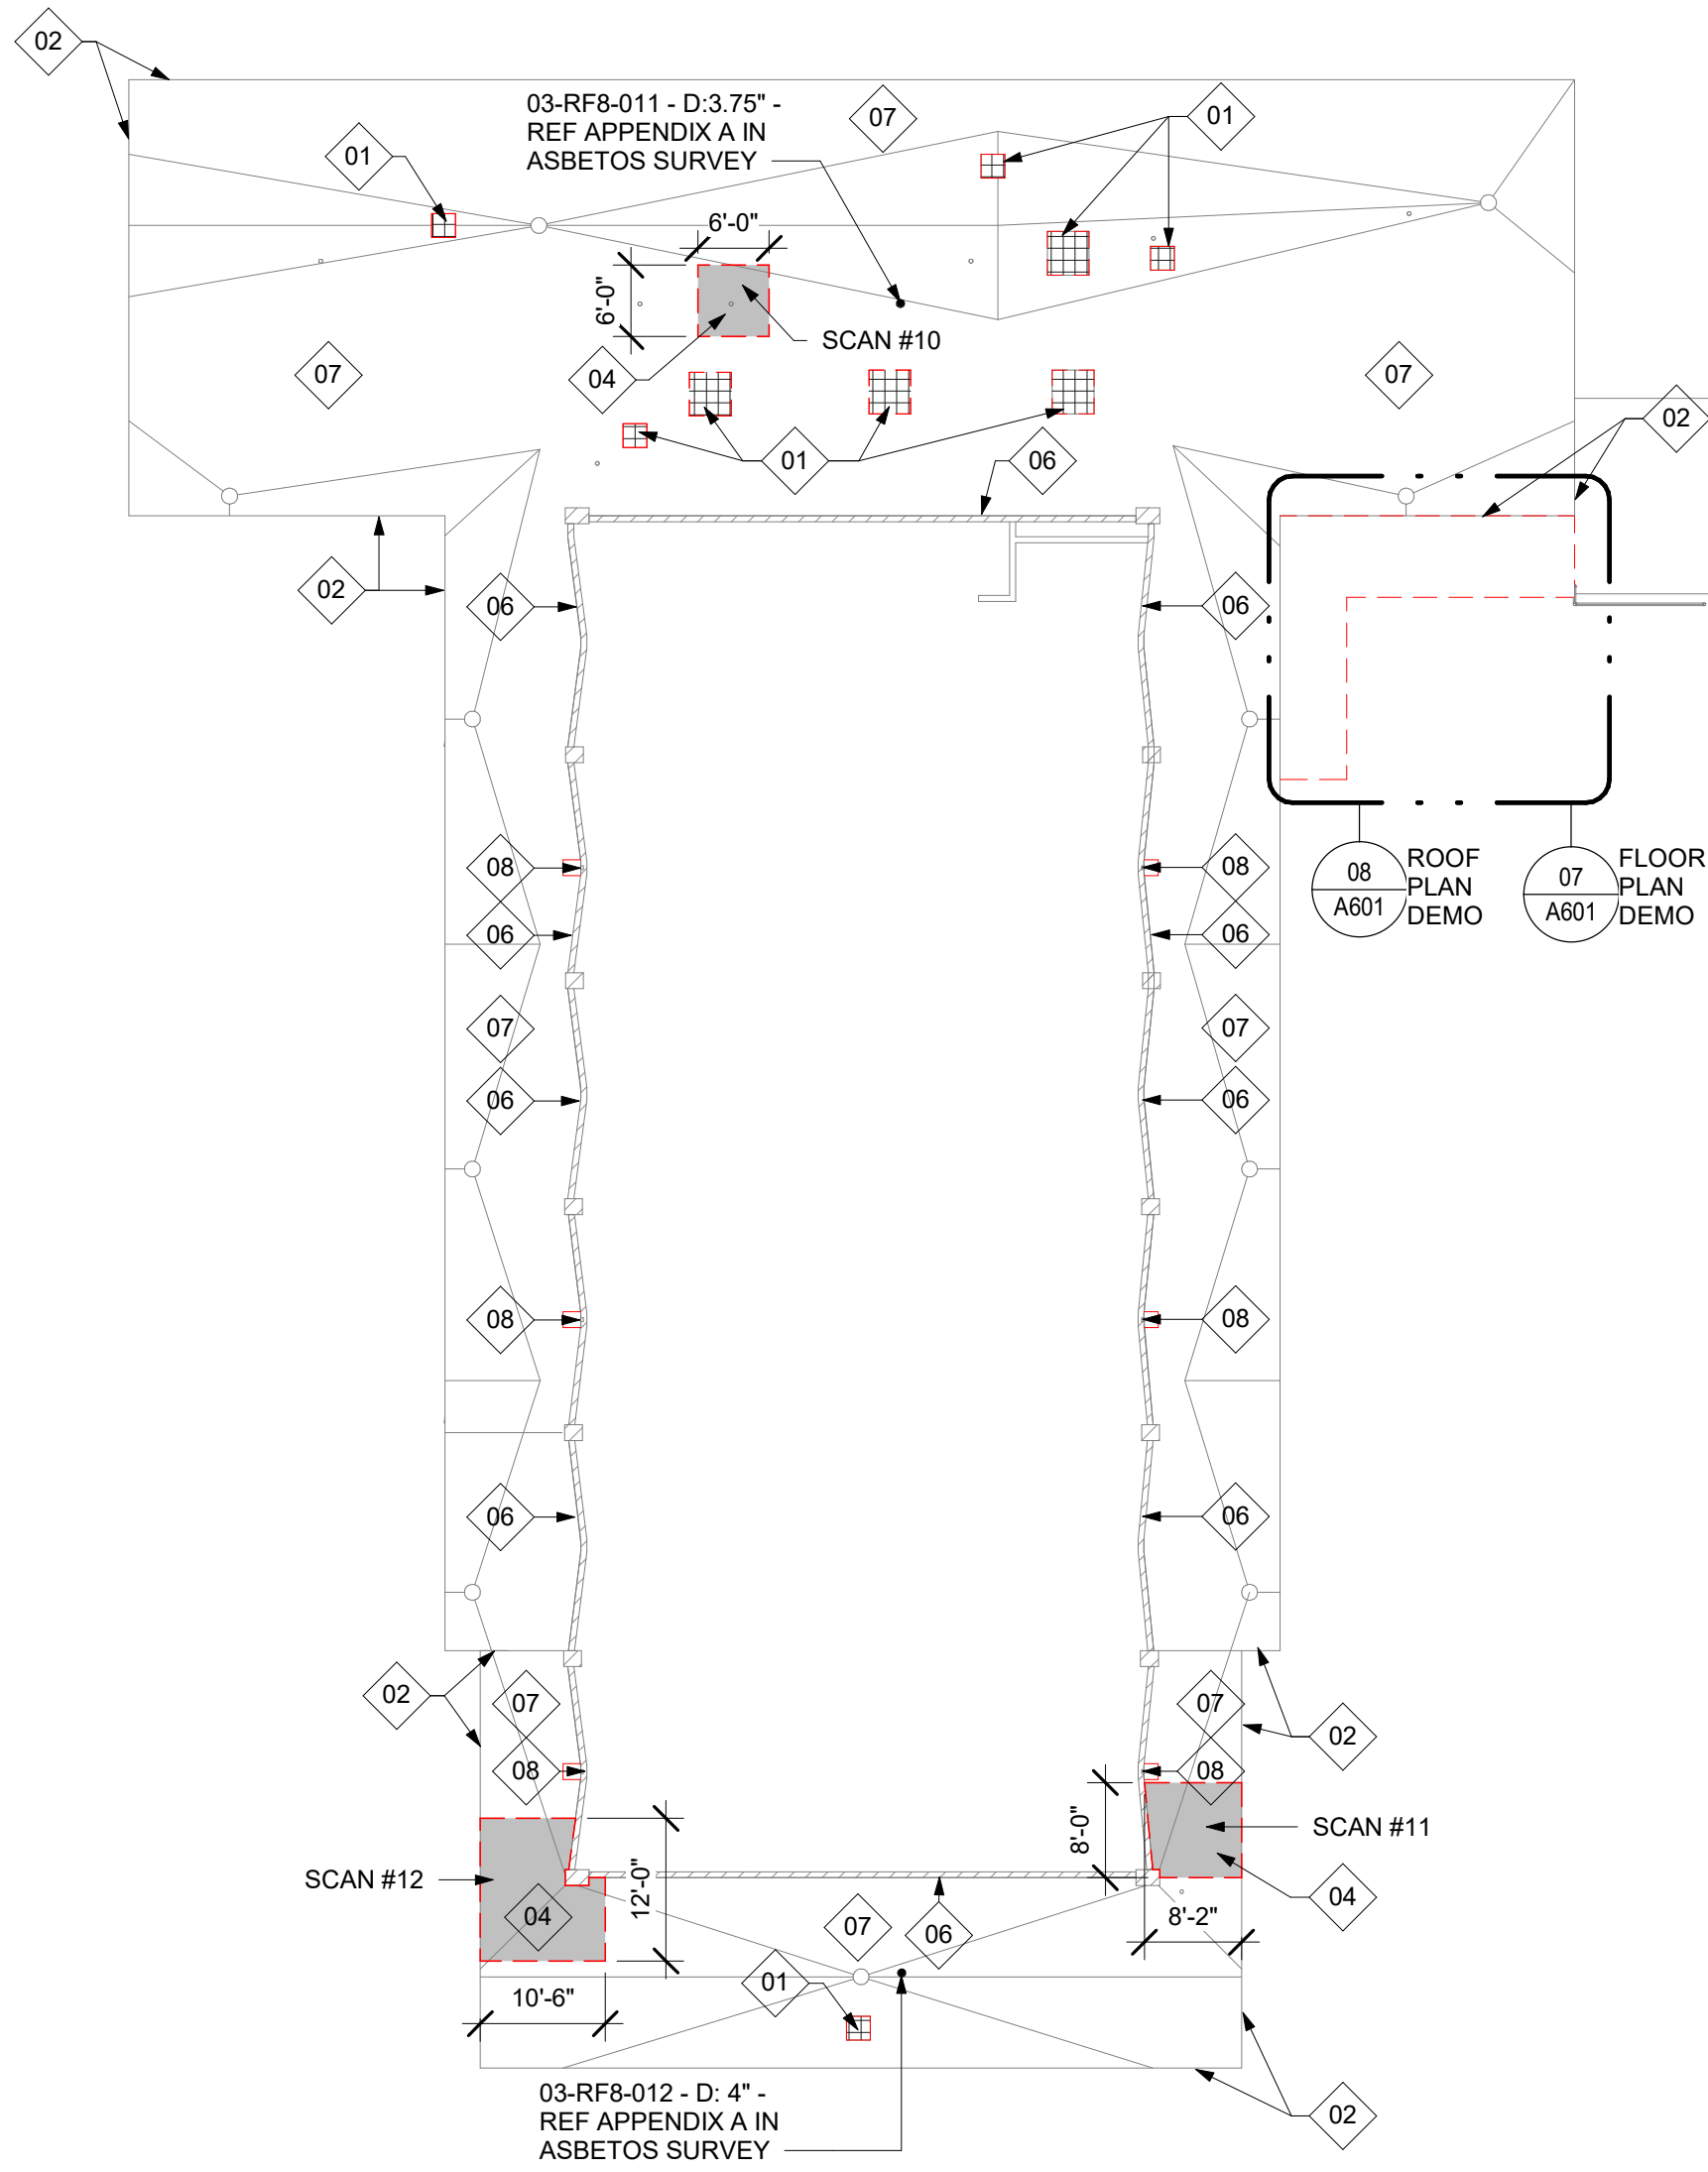 02
03-RF8-011 - D:3.75" -
REF APPENDIX A IN
ASBETOS SURVEY
07
01
01
6'-0"
6'-0"
SCAN #10
04
07
07
02
01
06
02
06
06
08
08
08
A601
ROOF
PLAN
DEMO
07
A601
FLOOR
PLAN
DEMO
06
06
07
07
06
06
08
08
06
06
02
07
07
02
08
08
8'-0"
SCAN #11
SCAN #12
12'-0"
04
04
07
06
8'-2"
01
10'-6"
03-RF8-012 - D: 4" -
REF APPENDIX A IN
ASBETOS SURVEY
02